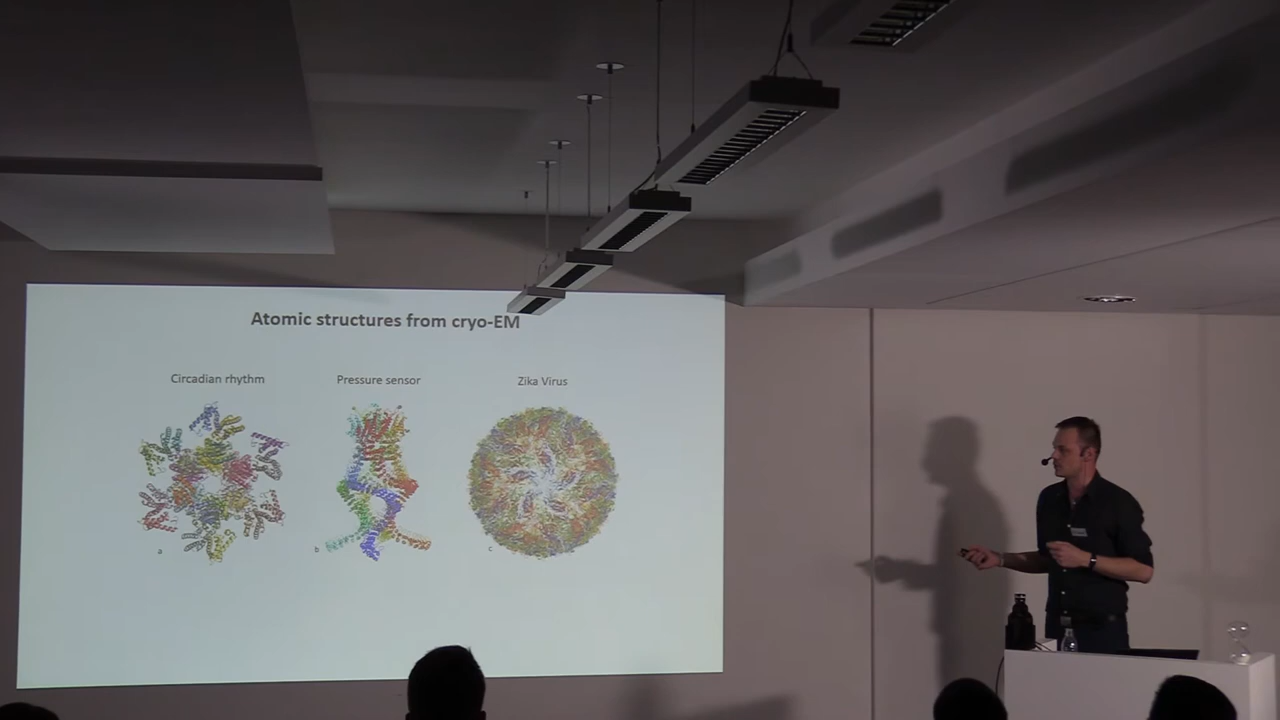 Atomic structures from cryo-EM
Circadian rhythm
Pressure sensor
Zika Virus
a
b
c